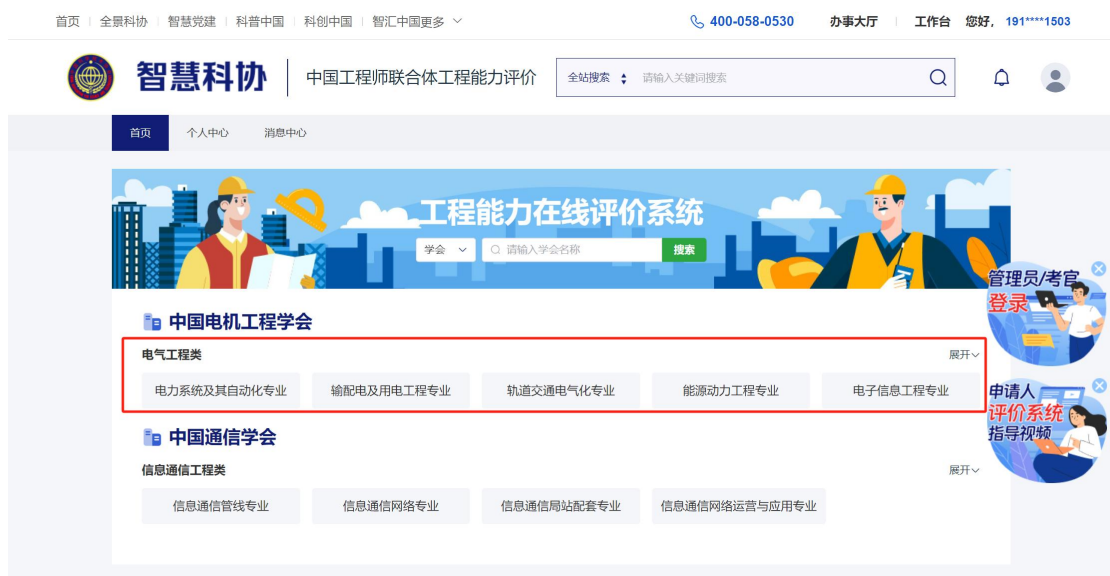 首页 全景科协 智慧党建 科普中国 科创中国 智汇中国更多 400-058-0530 办事大厅 工作台 您好, 191****1503
智慧科协 中国工程师联合体工程能力评价 全站搜索 请输入关键词搜索
首页 个人中心 消息中心
工程能力在线评价系统
学会 请输入学会名称 搜索
管理员/考官
登录
中国电机工程学会
电气工程类 展开
电力系统及其自动化专业 输配电及用电工程专业 轨道交通电气化专业 能源动力工程专业 电子信息工程专业
申请人
评价系统
指导视频
中国通信学会
信息通信工程类 展开
信息通信管线专业 信息通信网络专业 信息通信局站配套专业 信息通信网络运营与应用专业